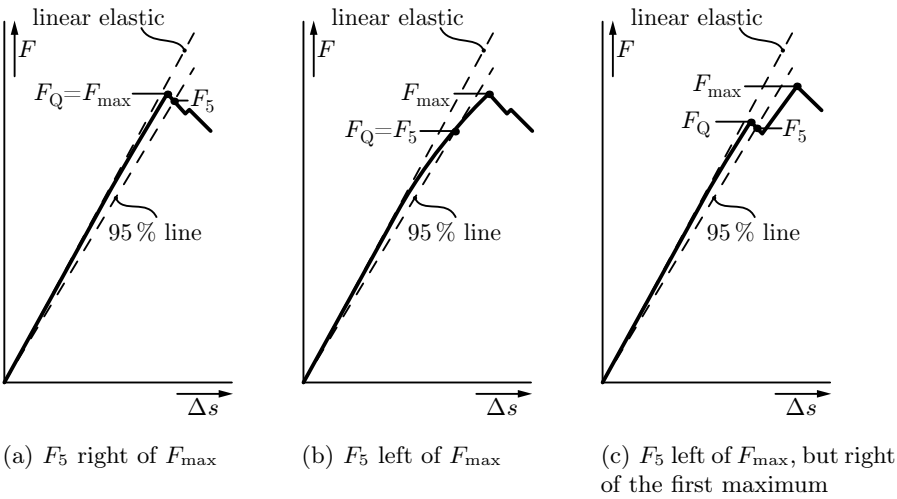 linear elastic
F
F_Q=F_max
F_5
95 % line
Δs
(a) F_5 right of F_max
linear elastic
F
F_max
F_Q=F_5
95 % line
Δs
(b) F_5 left of F_max
linear elastic
F
F_max
F_Q
F_5
95 % line
Δs
(c) F_5 left of F_max, but right
of the first maximum